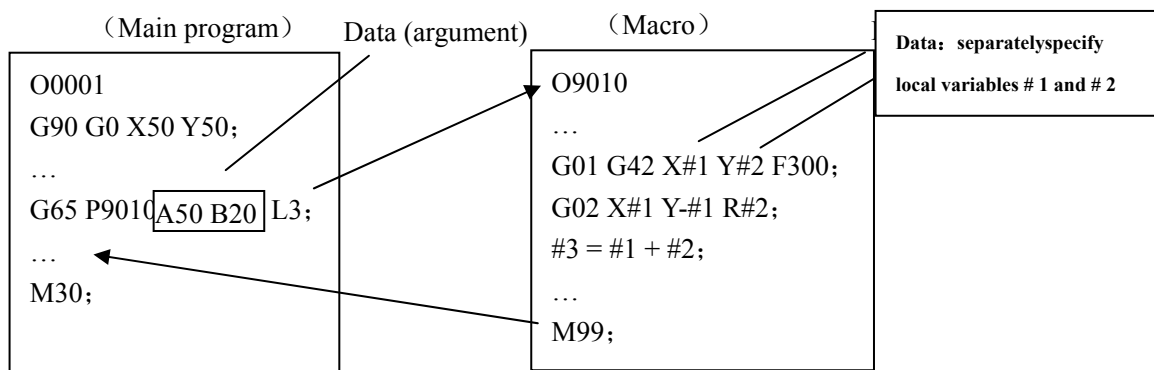 （Main program）
Data (argument)
（Macro）
O0001
G90 G0 X50 Y50；
…
G65 P9010 A50 B20 L3；
…
M30；
O9010
…
G01 G42 X#1 Y#2 F300；
G02 X#1 Y-#1 R#2；
#3 = #1 + #2；
…
M99；
Data：separatelyspecify
local variables # 1 and # 2